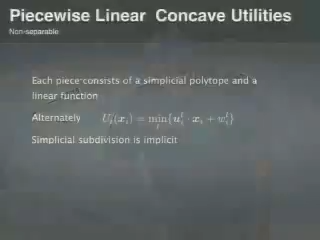 Piecewise Linear Concave Utilities
Non-separable
Each piece consists of a simplicial polytope and a
linear function
Alternately U_i(x_i) = min_l{u_i^l · x_i + w_i^l}
Simplicial subdivision is implicit